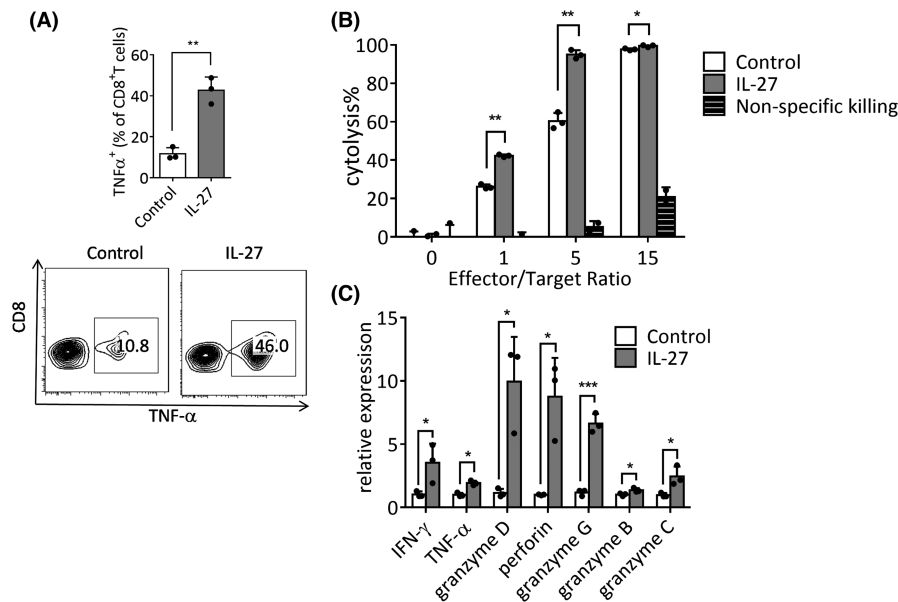 (A)
**
TNFα+ (% of CD8+T cells)
60
40
20
0
Control
IL-27
Control
IL-27
CD8
10.8
46.0
TNF-α
(B)
cytolysis%
100
80
60
40
20
0
**
**
*
0
1
5
15
Effector/Target Ratio
Control
IL-27
Non-specific killing
(C)
relative expressison
15
10
5
0
*
*
*
*
***
*
*
IFN-γ
TNF-α
granzyme D
perforin
granzyme G
granzyme B
granzyme C
Control
IL-27